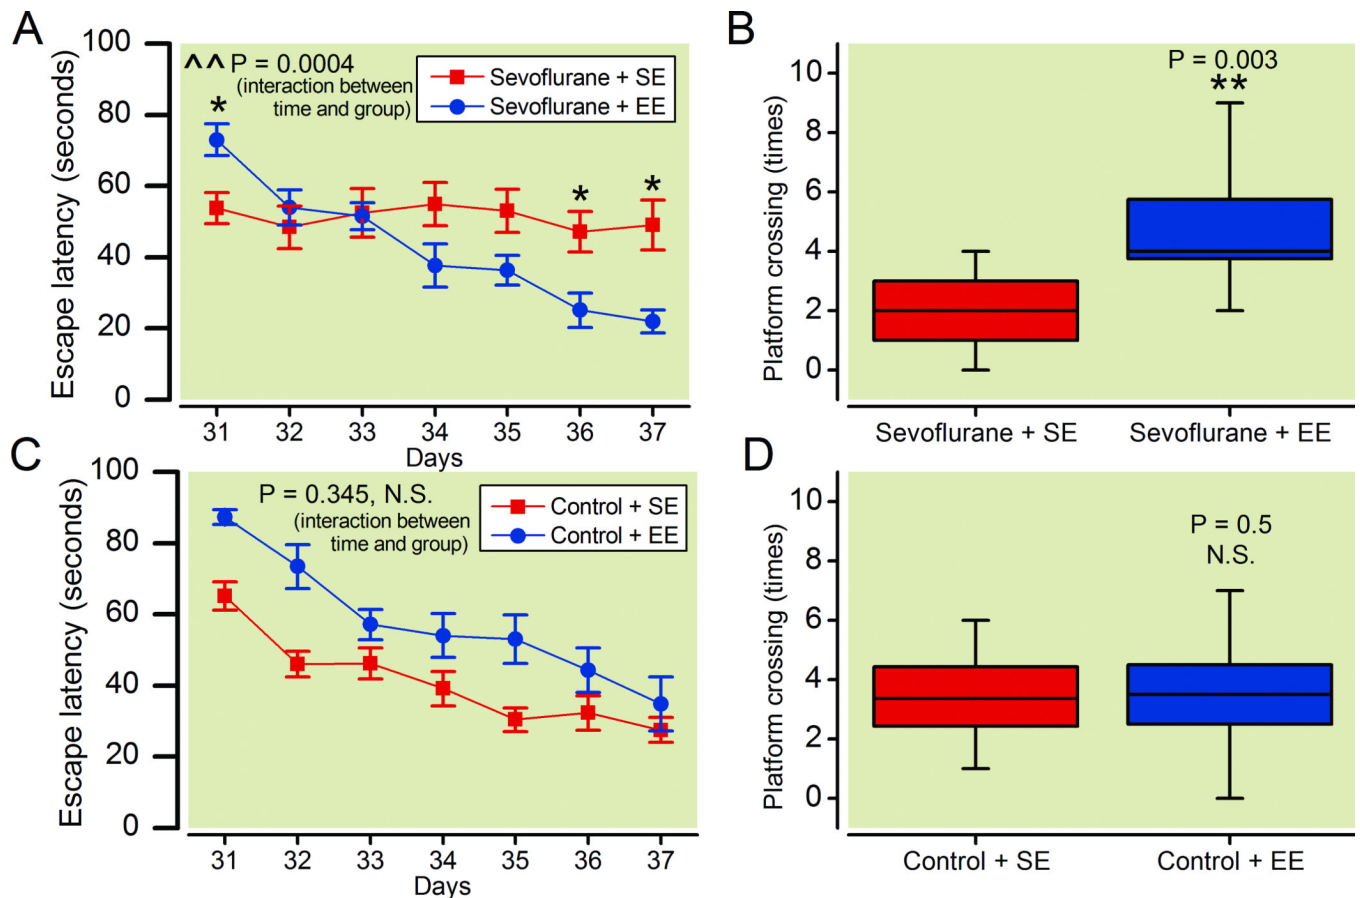 A
Escape latency (seconds)
100
80
60
40
20
0
^^ P = 0.0004
(interaction between
time and group)
Sevoflurane + SE
Sevoflurane + EE
*
*
*
31 32 33 34 35 36 37
Days
B
Platform crossing (times)
10
8
6
4
2
0
P = 0.003
**
Sevoflurane + SE
Sevoflurane + EE
C
Escape latency (seconds)
100
80
60
40
20
0
P = 0.345, N.S.
(interaction between
time and group)
Control + SE
Control + EE
31 32 33 34 35 36 37
Days
D
Platform crossing (times)
10
8
6
4
2
0
P = 0.5
N.S.
Control + SE
Control + EE